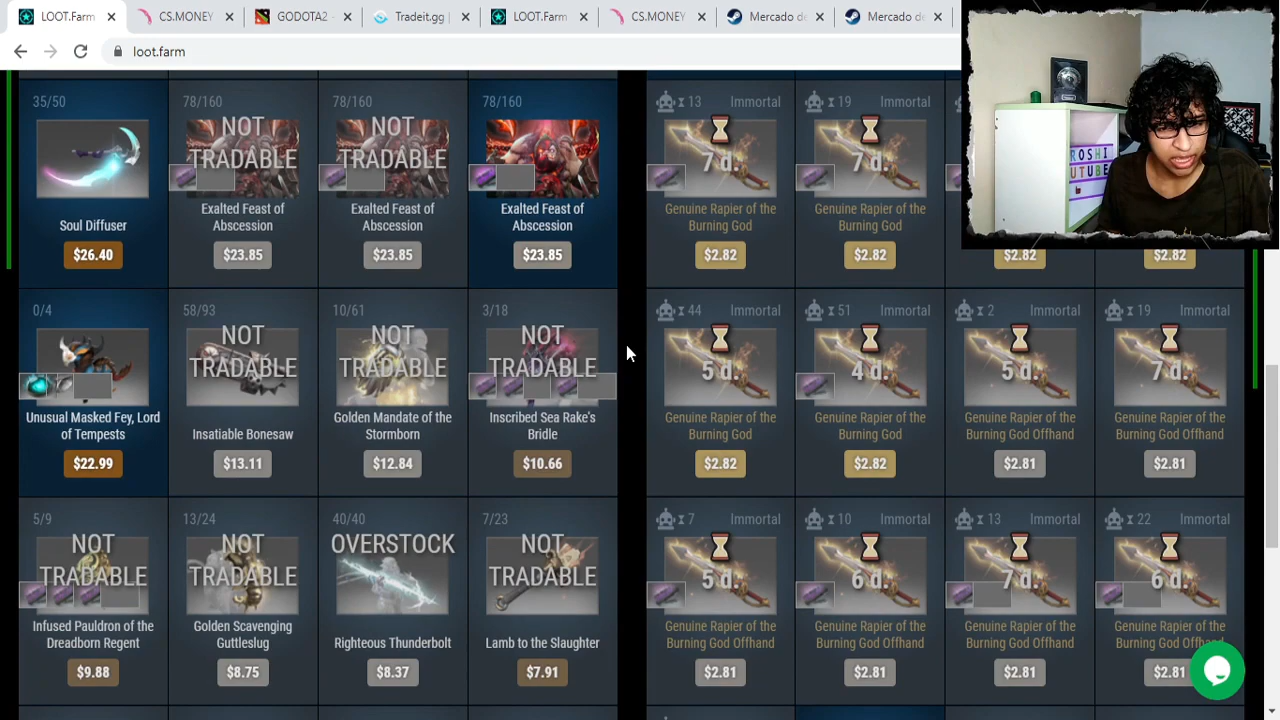 LOOT.Farm
CS.MONEY
GODOTA2 -
TradeIt.gg |
LOOT.Farm
CS.MONEY
Mercado de
Mercado de
loot.farm
35/50
Soul Diffuser
$26.40
78/160
NOT
TRADABLE
Exalted Feast of
Abscession
$23.85
78/160
NOT
TRADABLE
Exalted Feast of
Abscession
$23.85
78/160
Exalted Feast of
Abscession
$23.85
13 Immortal
7 d.
Genuine Rapier of the
Burning God
$2.82
19 Immortal
7 d.
Genuine Rapier of the
Burning God
$2.82
$2.82
$2.82
ROSHI
UTUBE
0/4
Unusual Masked Fey, Lord
of Tempests
$22.99
58/93
NOT
TRADABLE
Insatiable Bonesaw
$13.11
10/61
NOT
TRADABLE
Golden Mandate of the
Stormborn
$12.84
3/18
NOT
TRADABLE
Inscribed Sea Rake's
Bridle
$10.66
44 Immortal
5 d.
Genuine Rapier of the
Burning God
$2.82
51 Immortal
4 d.
Genuine Rapier of the
Burning God
$2.82
2 Immortal
5 d.
Genuine Rapier of the
Burning God Offhand
$2.81
19 Immortal
7 d.
Genuine Rapier of the
Burning God Offhand
$2.81
5/9
NOT
TRADABLE
Infused Pauldron of the
Dreadborn Regent
$9.88
13/24
NOT
TRADABLE
Golden Scavenging
Guttleslug
$8.75
40/40
OVERSTOCK
Righteous Thunderbolt
$8.37
7/23
NOT
TRADABLE
Lamb to the Slaughter
$7.91
7 Immortal
5 d.
Genuine Rapier of the
Burning God Offhand
$2.81
10 Immortal
6 d.
Genuine Rapier of the
Burning God Offhand
$2.81
13 Immortal
7 d.
Genuine Rapier of the
Burning God Offhand
$2.81
22 Immortal
6 d.
Genuine Rapier of the
Burning God Offhand
$2.81